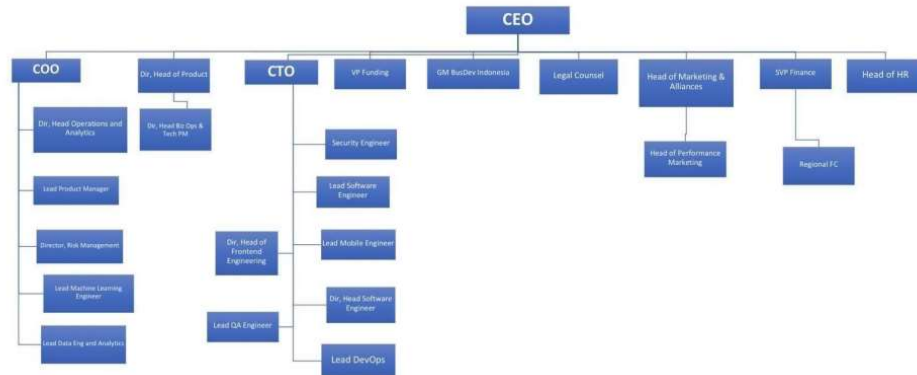 CEO
COO
Dir, Head of Product
CTO
VP Funding
GM BusDev Indonesia
Legal Counsel
Head of Marketing &
Alliances
SVP Finance
Head of HR
Dir, Head Operations and
Analytics
Dir, Head Biz Ops &
Tech PM
Security Engineer
Head of Performance
Marketing
Regional FC
Lead Product Manager
Lead Software
Engineer
Director, Risk Management
Dir, Head of
Frontend
Engineering
Lead Mobile Engineer
Lead Machine Learning
Engineer
Dir, Head Software
Engineer
Lead QA Engineer
Lead Data Eng and Analytics
Lead DevOps